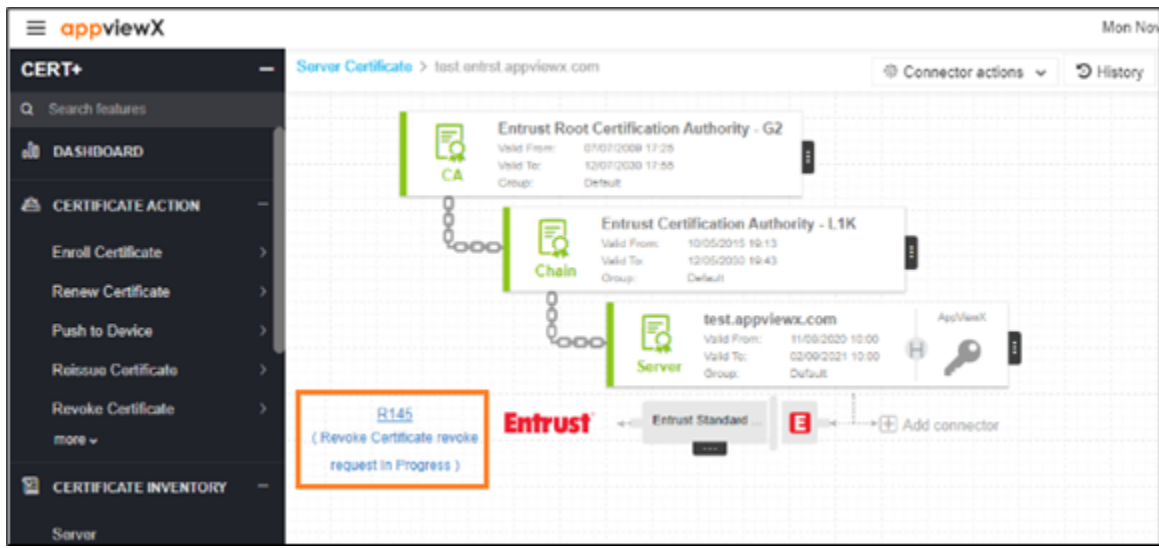 appviewX
Mon Nov
CERT+
Server Certificate > test.entrst.appviewx.com
Connector actions
History
Search features
DASHBOARD
CERTIFICATE ACTION
Enroll Certificate
Renew Certificate
Push to Device
Reissue Certificate
Revoke Certificate
more
CERTIFICATE INVENTORY
Server
CA
Entrust Root Certification Authority - G2
Valid From: 07/07/2009 17:25
Valid To: 12/07/2030 17:55
Group: Default
Chain
Entrust Certification Authority - L1K
Valid From: 10/05/2015 19:13
Valid To: 12/05/2030 19:43
Group: Default
Server
test.appviewx.com
Valid From: 11/09/2020 10:00
Valid To: 02/09/2021 10:00
Group: Default
AppViewX
H
R145
( Revoke Certificate revoke
request In Progress )
Entrust
Entrust Standard ...
E
Add connector